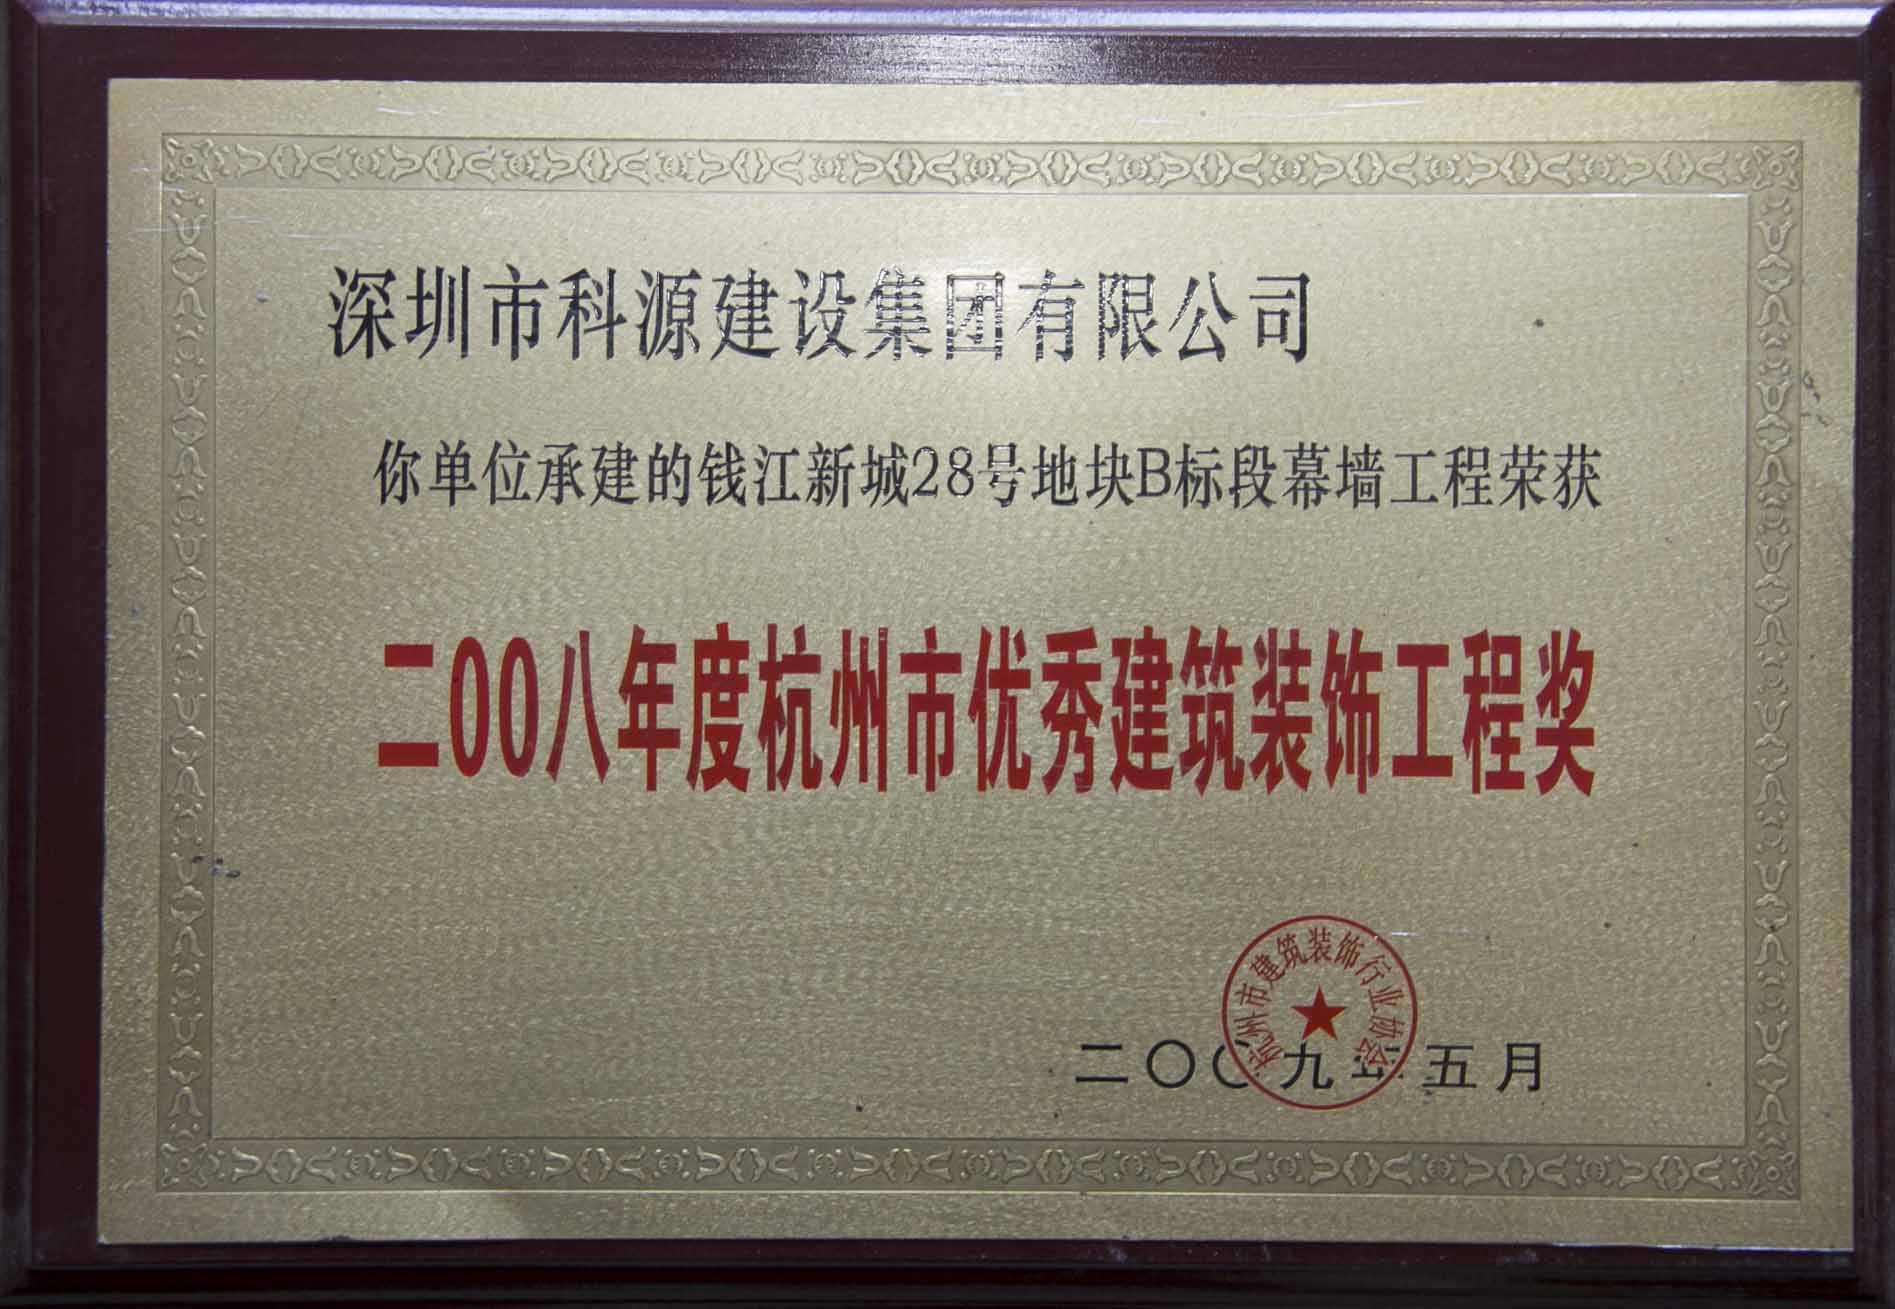 深圳市科源建设集团有限公司
你单位承建的钱江新城28号地块B标段幕墙工程荣获
二00八年度杭州市优秀建筑装饰工程奖
杭州市建筑装饰行业协会
二〇〇九年五月